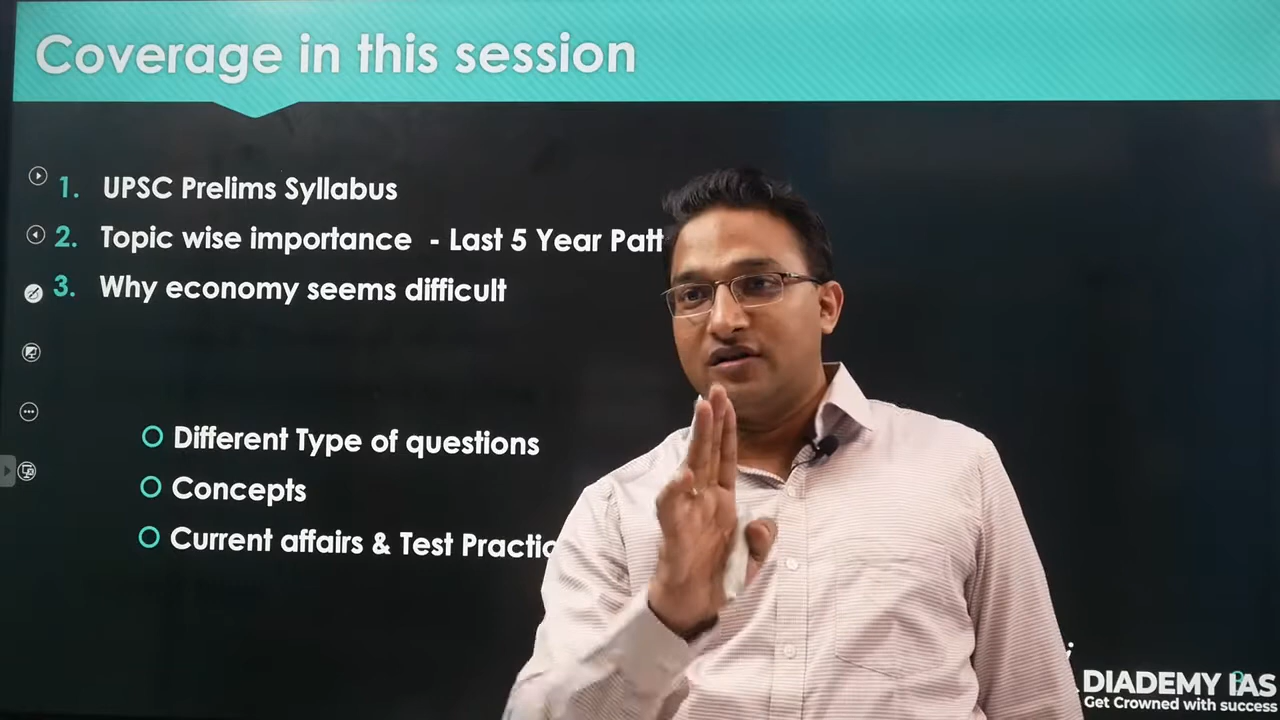 Coverage in this session
1. UPSC Prelims Syllabus
2. Topic wise importance - Last 5 Year Patt
3. Why economy seems difficult
Different Type of questions
Concepts
Current affairs & Test Practic
DIADEMY IAS
Get Crowned with success